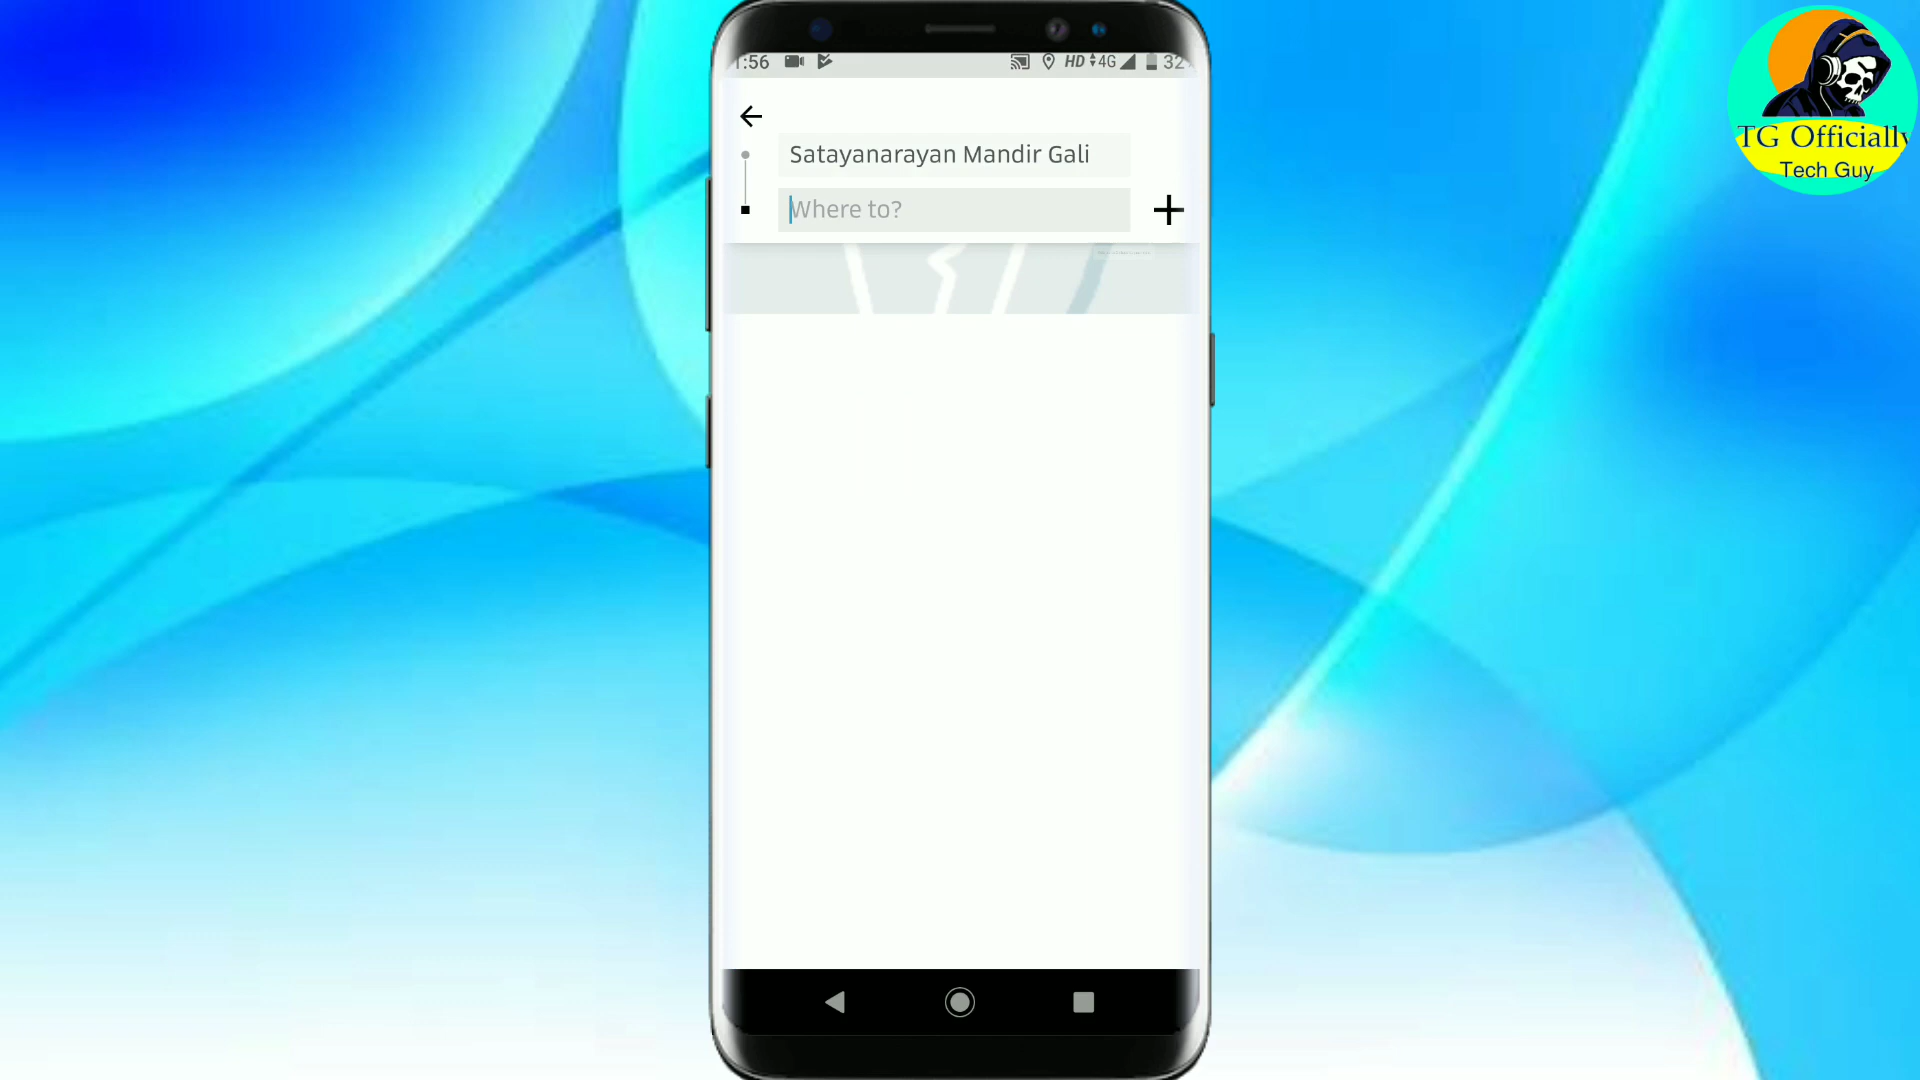 1:56 HD 4G 32
Satayanarayan Mandir Gali
Where to?
TG Officially
Tech Guy